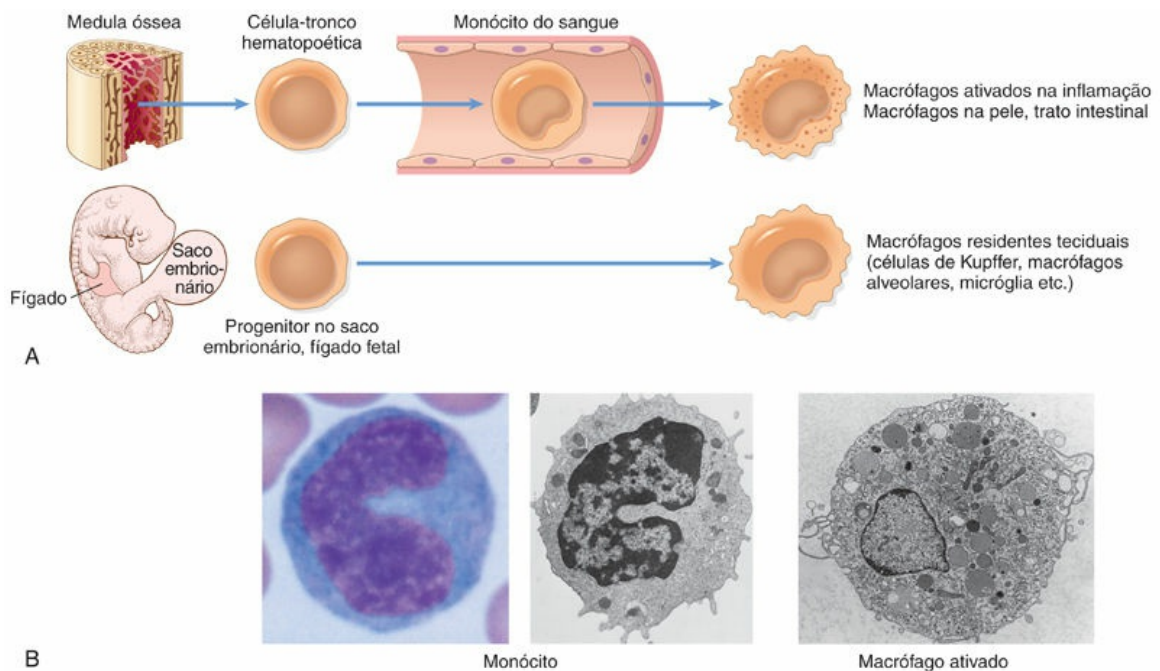 Medula óssea
Célula-tronco
hematopoética
Monócito do sangue
Macrófagos ativados na inflamação
Macrófagos na pele, trato intestinal
Saco
embrio-
nário
Fígado
Progenitor no saco
embrionário, fígado fetal
Macrófagos residentes teciduais
(células de Kupffer, macrófagos
alveolares, micróglia etc.)
A
B
Monócito
Macrófago ativado